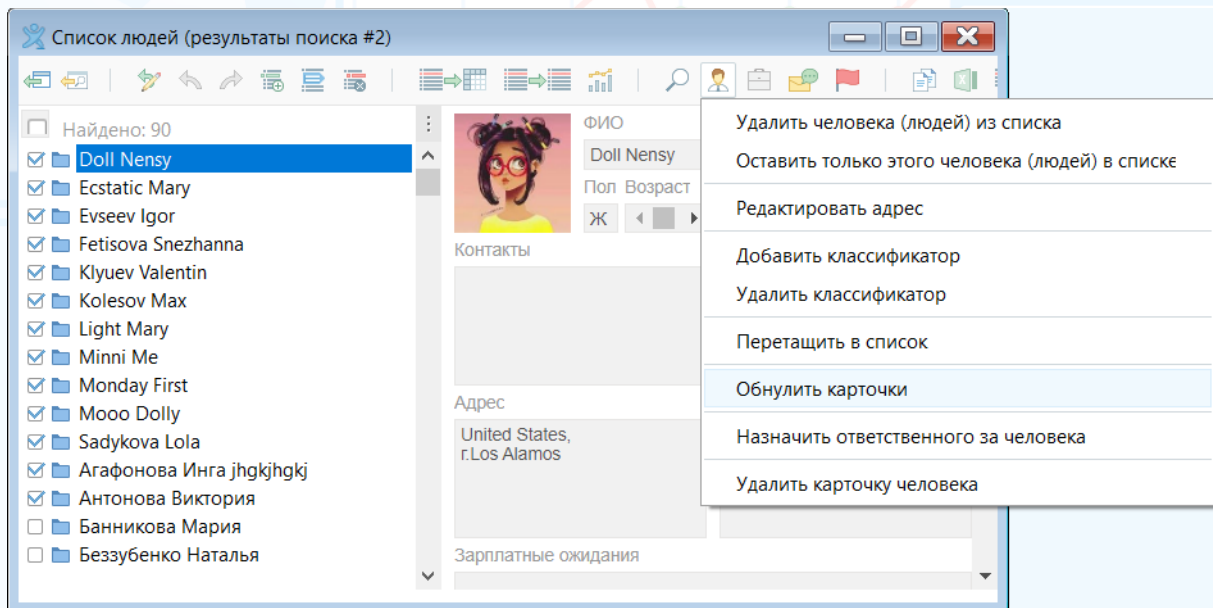 Список людей (результаты поиска #2)
Найдено: 90
Doll Nensy
Ecstatic Mary
Evseev Igor
Fetisova Snezhanna
Klyuev Valentin
Kolesov Max
Light Mary
Minni Me
Monday First
Mooo Dolly
Sadykova Lola
Агафонова Инга jhgkjhgkj
Антонова Виктория
Банникова Мария
Беззубенко Наталья
ФИО
Doll Nensy
Пол Возраст
Ж
Контакты
Адрес
United States,
г.Los Alamos
Зарплатные ожидания
Удалить человека (людей) из списка
Оставить только этого человека (людей) в списке
Редактировать адрес
Добавить классификатор
Удалить классификатор
Перетащить в список
Обнулить карточки
Назначить ответственного за человека
Удалить карточку человека